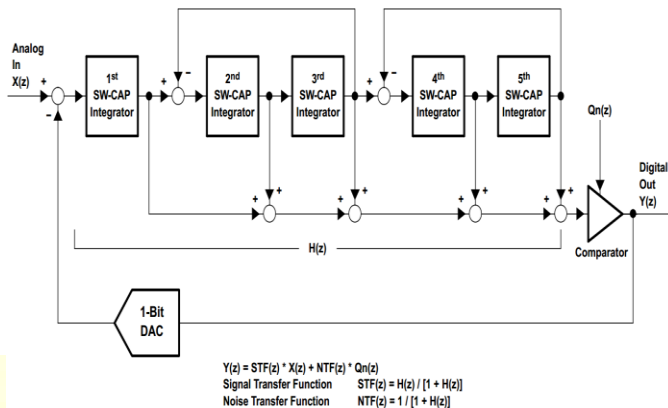 Analog
In
X(z)
+
−
1st
SW-CAP
Integrator
+
−
2nd
SW-CAP
Integrator
3rd
SW-CAP
Integrator
+
−
4th
SW-CAP
Integrator
5th
SW-CAP
Integrator
Qn(z)
Digital
Out
Y(z)
+
+
+
+
+
+
+
+
H(z)
Comparator
1-Bit
DAC
Y(z) = STF(z) * X(z) + NTF(z) * Qn(z)
Signal Transfer Function STF(z) = H(z) / [1 + H(z)]
Noise Transfer Function NTF(z) = 1 / [1 + H(z)]